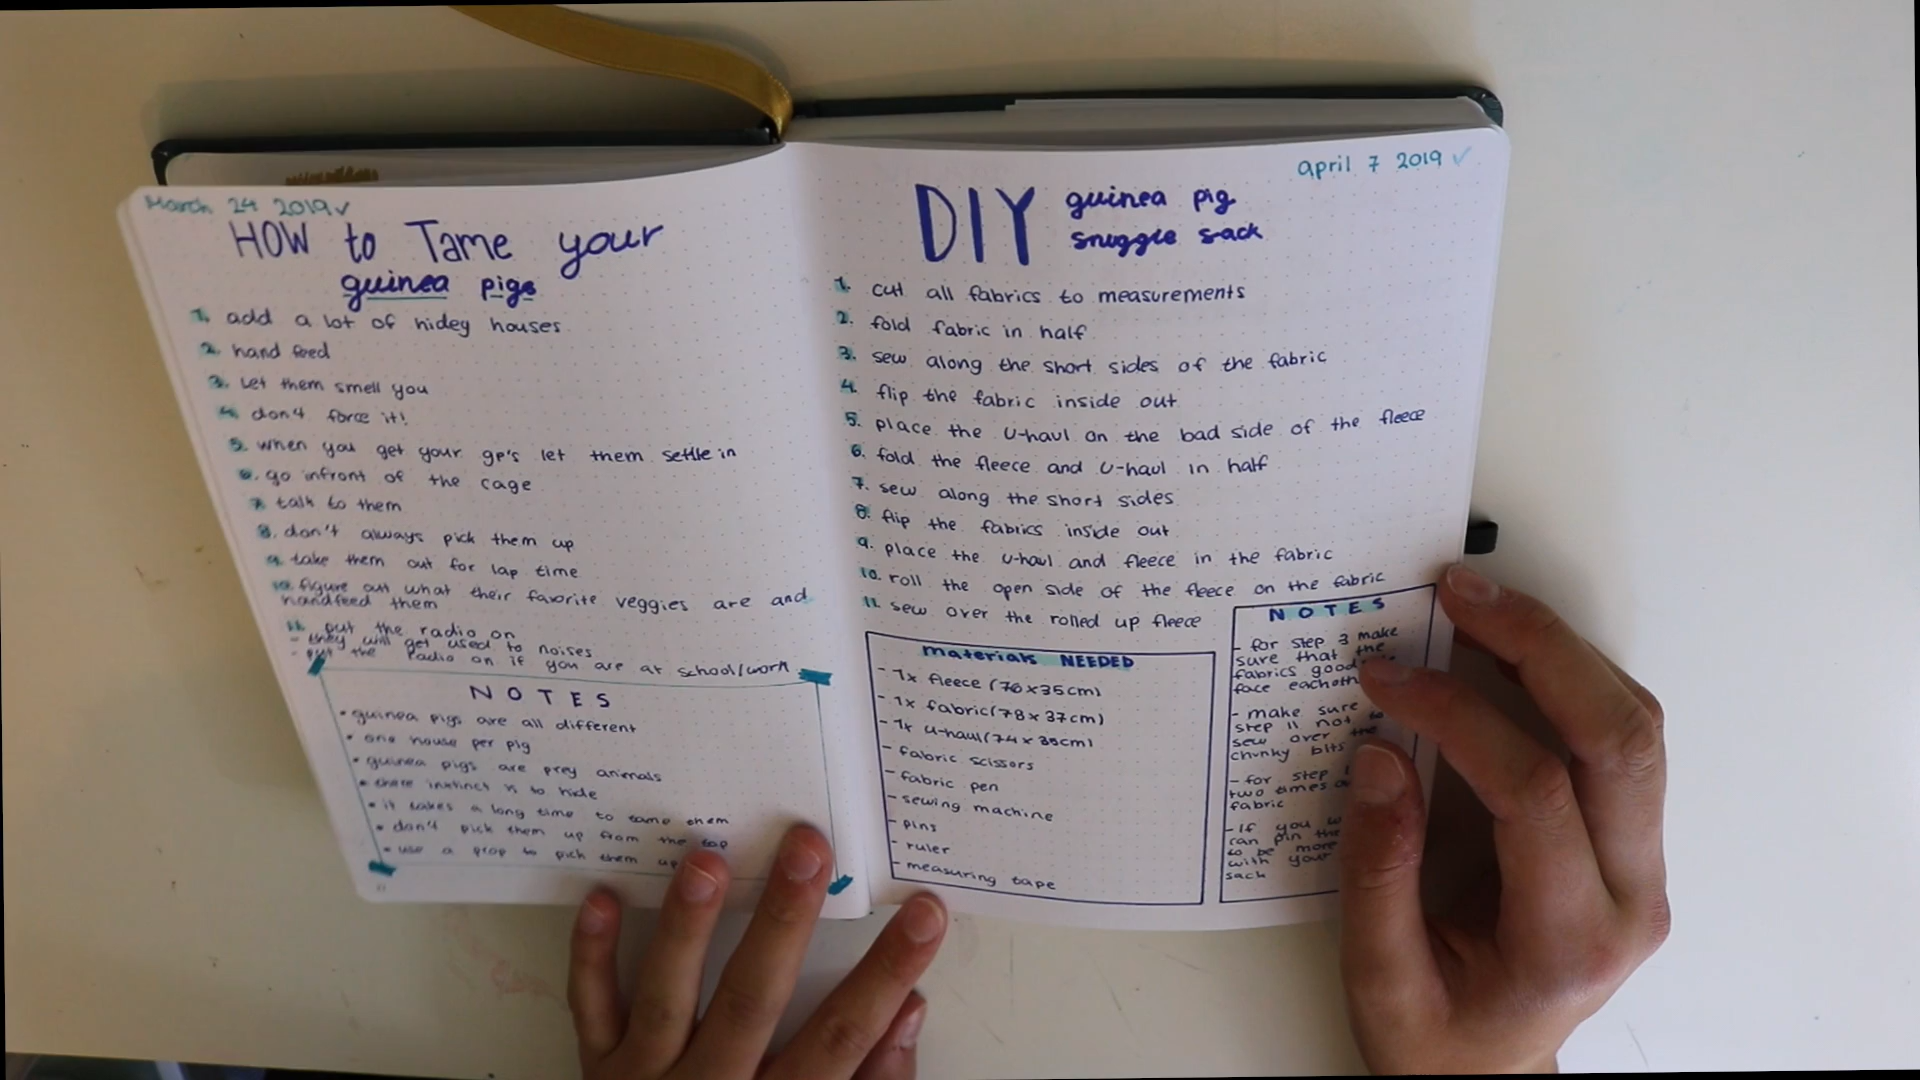 March 24 2019✓
HOW to Tame your
guinea pigs
1. add a lot of hidey houses
2. hand feed
3. Let them smell you
4. don't force it!
5. when you get your gp's let them settle in
6. go infront of the cage
7. talk to them
8. don't always pick them up
9. take them out for lap time
10. figure out what their favorite veggies are and
handfeed them
11. put the radio on
- they will get used to noises
- put the radio on if you are at school/work
NOTES
• guinea pigs are all different
• one house per pig
• guinea pigs are prey animals
• there instinct is to hide
• it takes a long time to tame them
• don't pick them up from the top
• use a prop to pick them up
april 7 2019 ✓
DIY guinea pig
snuggle sack
1. cut all fabrics to measurements
2. fold fabric in half
3. sew along the short sides of the fabric
4. flip the fabric inside out
5. place the U-haul on the bad side of the fleece
6. fold the fleece and U-haul in half
7. sew along the short sides
8. flip the fabrics inside out
9. place the U-haul and fleece in the fabric
10. roll the open side of the fleece on the fabric
11. sew over the rolled up fleece
materials NEEDED
- 1x fleece (76x35cm)
- 1x fabric (78x37cm)
- 1x u-haul (74x35cm)
- fabric scissors
- fabric pen
- sewing machine
- pins
- ruler
- measuring tape
NOTES
- for step 3 make
sure that the
fabrics good
face
- make sure
step 11 not to
sew over the
chunky bits
- for step
two times
fabric
- If you
can pin the
to be more
with your
sack